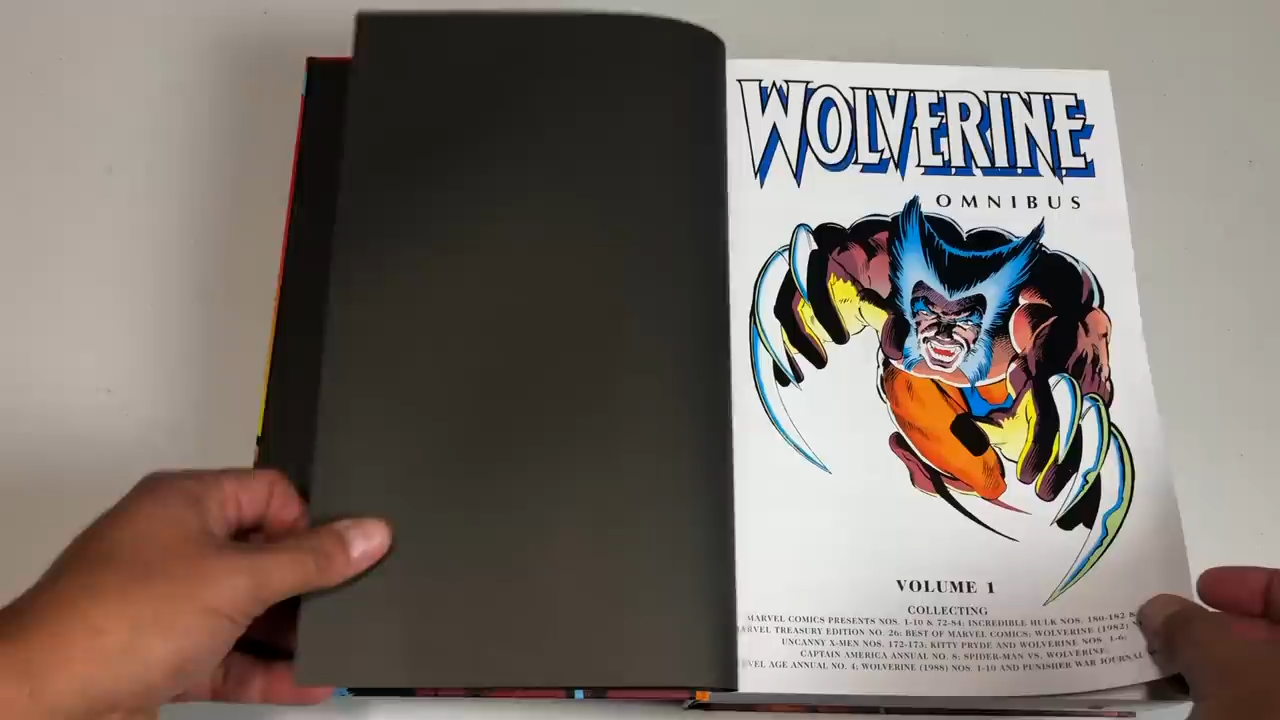 WOLVERINE
OMNIBUS
VOLUME 1
COLLECTING
MARVEL COMICS PRESENTS NOS. 1-10 & 72-84; INCREDIBLE HULK NOS. 180-182 &
MARVEL TREASURY EDITION NO. 26; BEST OF MARVEL COMICS; WOLVERINE (1982)
UNCANNY X-MEN NOS. 172-173; KITTY PRYDE AND WOLVERINE NOS. 1-6;
CAPTAIN AMERICA ANNUAL NO. 8; SPIDER-MAN VS. WOLVERINE;
VEL AGE ANNUAL NO. 4; WOLVERINE (1988) NOS. 1-10 AND PUNISHER WAR JOURNAL